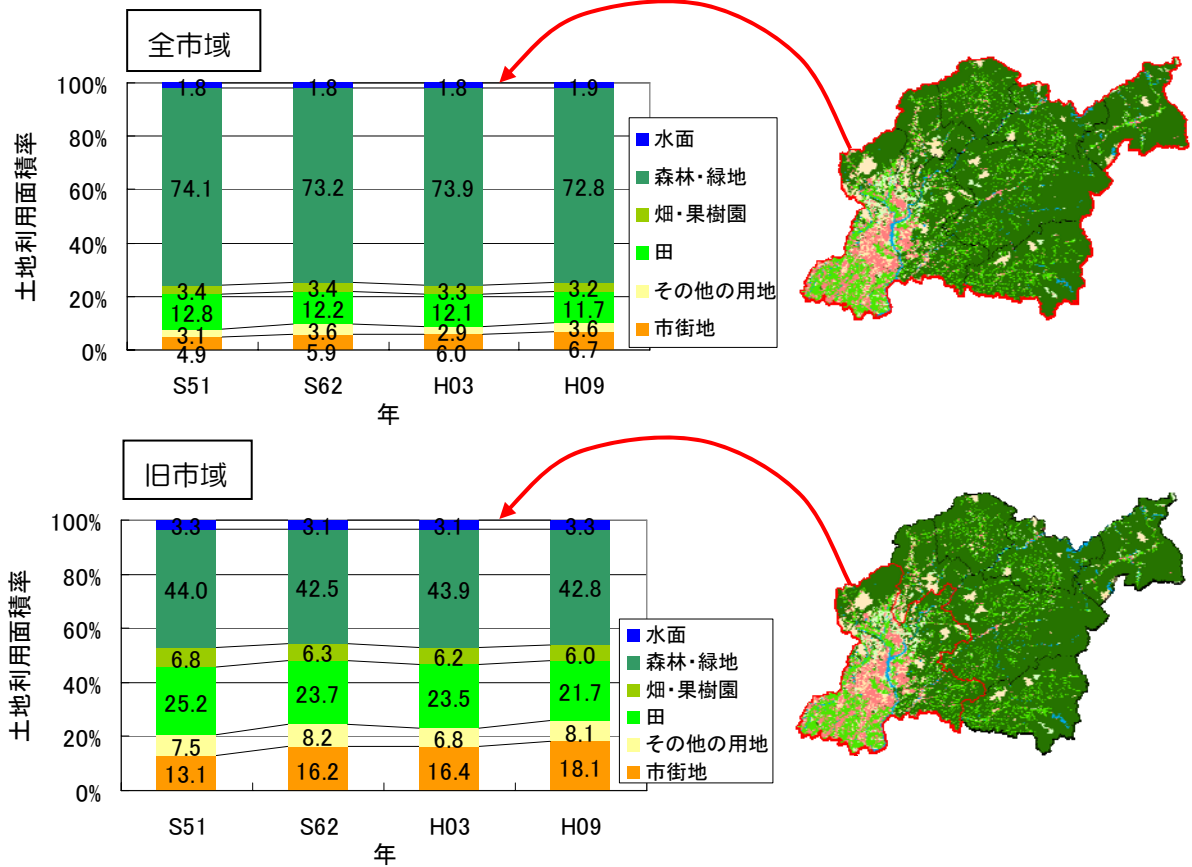 全市域
100%
80%
60%
40%
20%
0%
土地利用面積率
1.8 1.8 1.8 1.9
74.1 73.2 73.9 72.8
3.4 3.4 3.3 3.2
12.8 12.2 12.1 11.7
3.1 3.6 2.9 3.6
4.9 5.9 6.0 6.7
S51 S62 H03 H09
年
水面
森林・緑地
畑・果樹園
田
その他の用地
市街地
旧市域
100%
80%
60%
40%
20%
0%
土地利用面積率
3.3 3.1 3.1 3.3
44.0 42.5 43.9 42.8
6.8 6.3 6.2 6.0
25.2 23.7 23.5 21.7
7.5 8.2 6.8 8.1
13.1 16.2 16.4 18.1
S51 S62 H03 H09
年
水面
森林・緑地
畑・果樹園
田
その他の用地
市街地